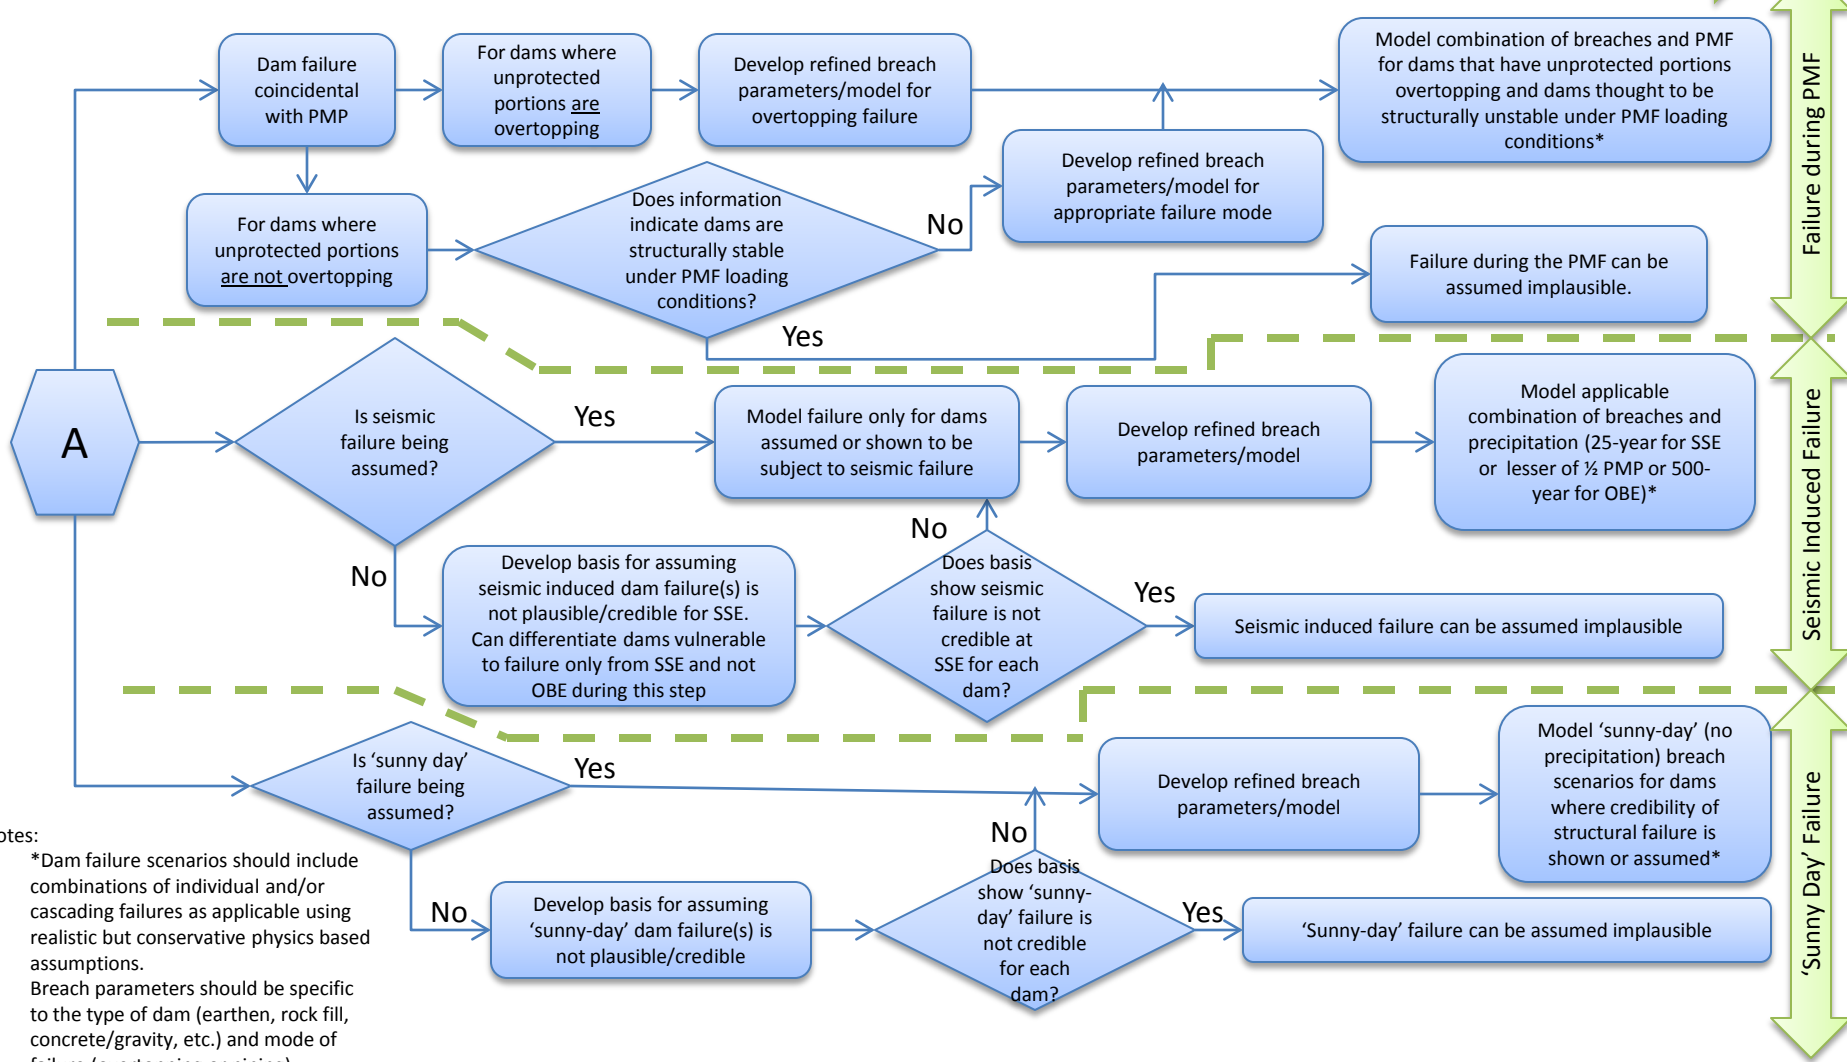 Dam failure
coincidental
with PMP
For dams where
unprotected
portions are
overtopping
Develop refined breach
parameters/model for
overtopping failure
Model combination of breaches and PMF
for dams that have unprotected portions
overtopping and dams thought to be
structurally unstable under PMF loading
conditions*
Develop refined breach
parameters/model for
appropriate failure mode
For dams where
unprotected portions
are not overtopping
Does information
indicate dams are
structurally stable
under PMF loading
conditions?
No
Yes
Failure during the PMF can be
assumed implausible.
Failure during PMF
A
Is seismic
failure being
assumed?
Yes
No
Model failure only for dams
assumed or shown to be
subject to seismic failure
Develop refined breach
parameters/model
Model applicable
combination of breaches and
precipitation (25-year for SSE
or lesser of ½ PMP or 500-
year for OBE)*
Develop basis for assuming
seismic induced dam failure(s) is
not plausible/credible for SSE.
Can differentiate dams vulnerable
to failure only from SSE and not
OBE during this step
No
Does basis
show seismic
failure is not
credible at
SSE for each
dam?
Yes
Seismic induced failure can be assumed implausible
Seismic Induced Failure
Is ‘sunny day’
failure being
assumed?
Yes
No
Develop refined breach
parameters/model
Model ‘sunny-day’ (no
precipitation) breach
scenarios for dams
where credibility of
structural failure is
shown or assumed*
Develop basis for assuming
‘sunny-day’ dam failure(s) is
not plausible/credible
No
Does basis
show ‘sunny-
day’ failure is
not credible
for each
dam?
Yes
‘Sunny-day’ failure can be assumed implausible
‘Sunny Day’ Failure
otes:
*Dam failure scenarios should include
combinations of individual and/or
cascading failures as applicable using
realistic but conservative physics based
assumptions.
Breach parameters should be specific
to the type of dam (earthen, rock fill,
concrete/gravity, etc.) and mode of